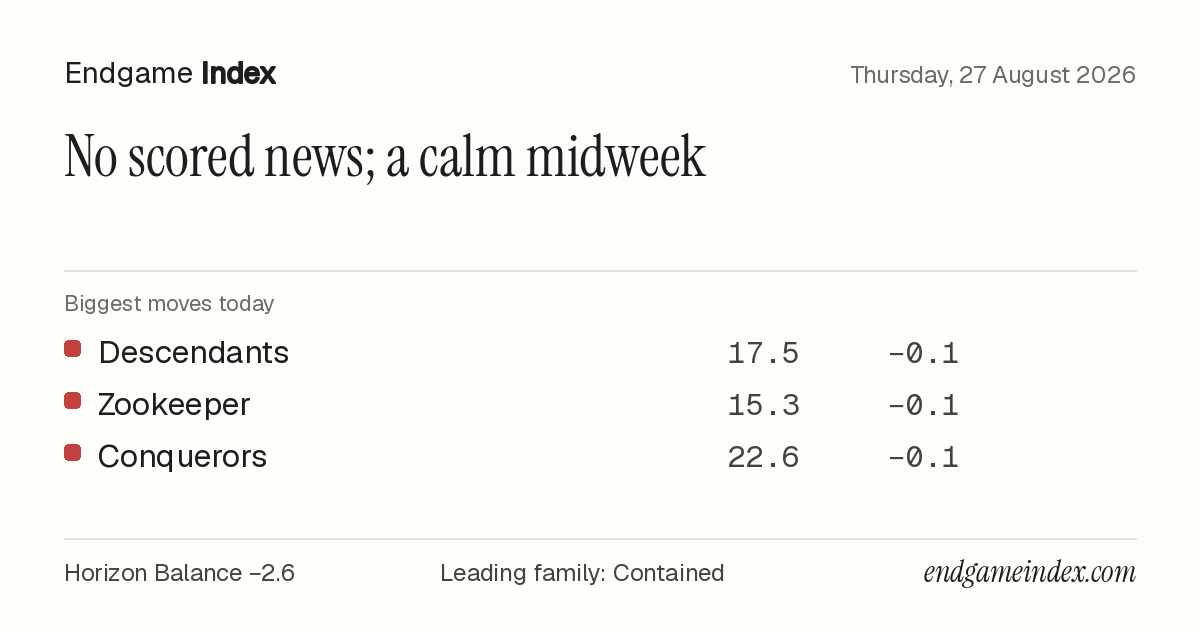 Endgame Index
Thursday, 27 August 2026
No scored news; a calm midweek
Biggest moves today
Descendants 17.5 −0.1
Zookeeper 15.3 −0.1
Conquerors 22.6 −0.1
Horizon Balance −2.6 Leading family: Contained endgameindex.com